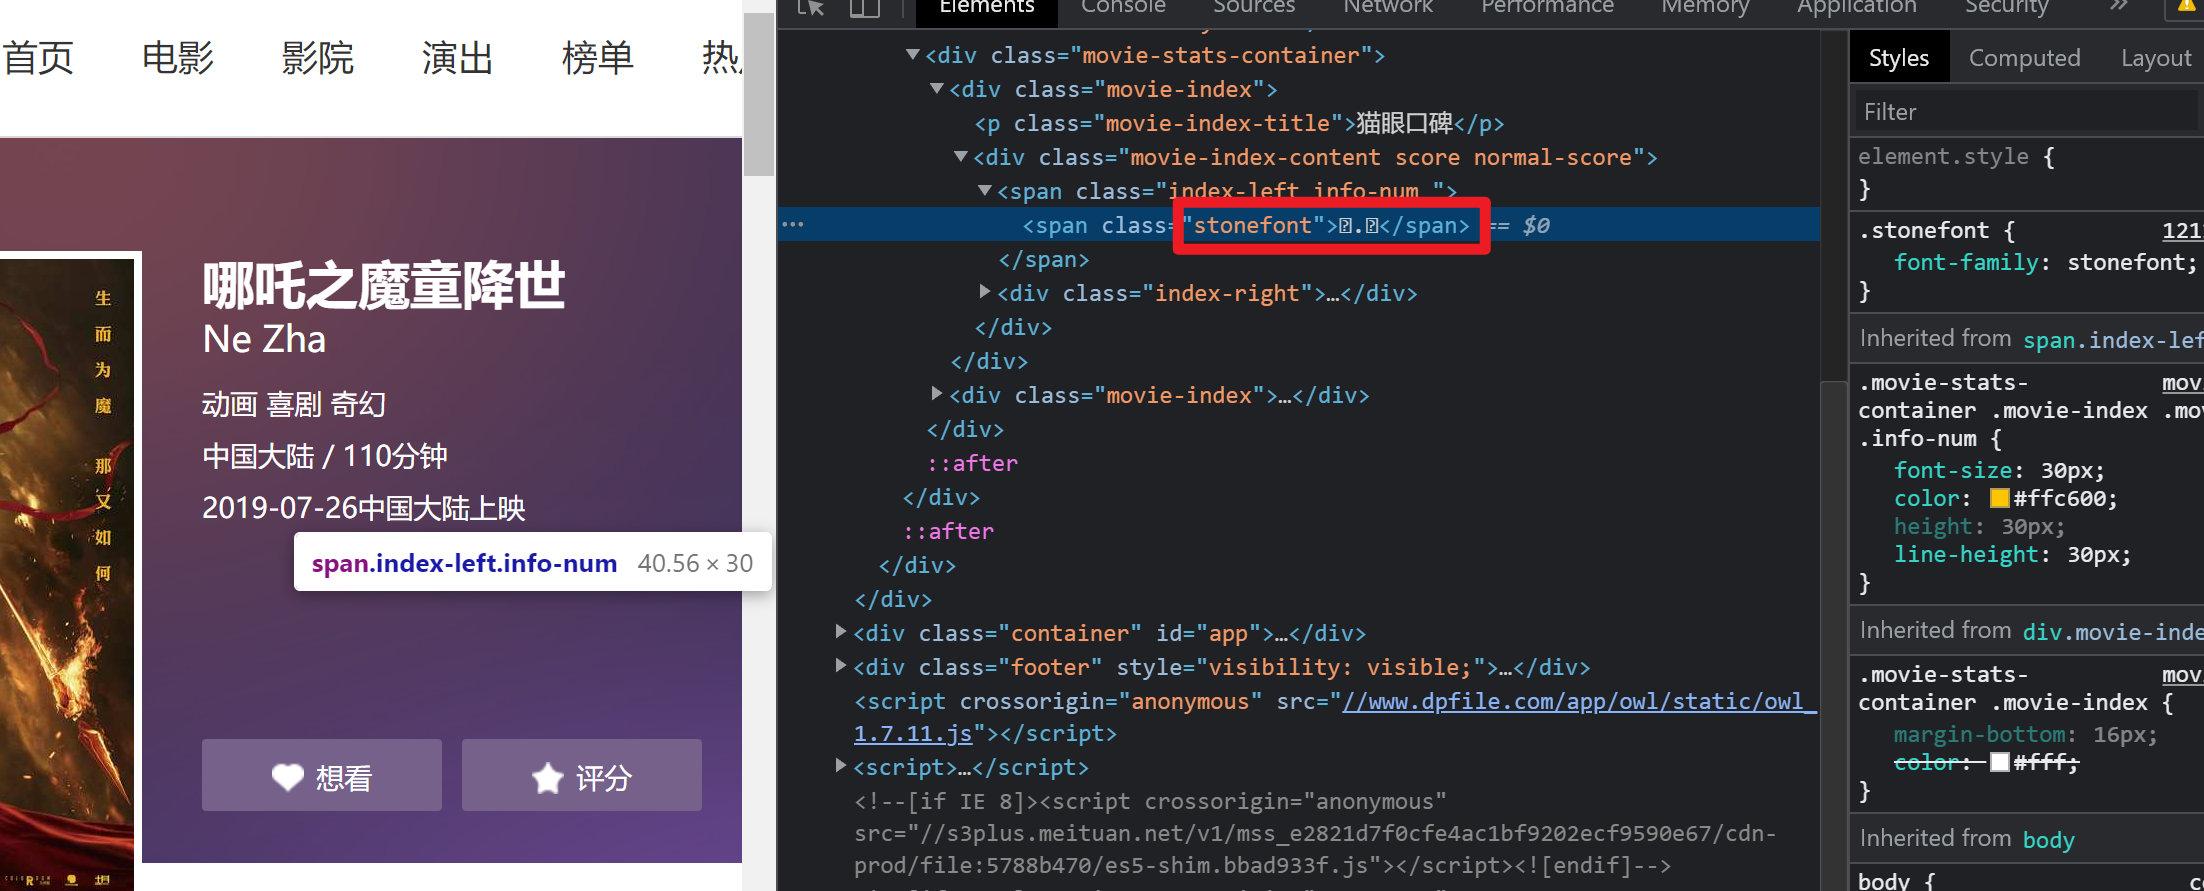 首页 电影 影院 演出 榜单 热
生而为魔 那又如何
哪吒之魔童降世
Ne Zha
动画 喜剧 奇幻
中国大陆 / 110分钟
2019-07-26中国大陆上映
span.index-left.info-num 40.56 × 30
想看 评分
Elements Console Sources Network Performance Memory Application Security »
▼<div class="movie-stats-container">
▼<div class="movie-index">
<p class="movie-index-title">猫眼口碑</p>
▼<div class="movie-index-content score normal-score">
▼<span class="index-left info-num ">
··· <span class="stonefont">.</span> == $0
</span>
▶<div class="index-right">…</div>
</div>
</div>
▶<div class="movie-index">…</div>
</div>
::after
</div>
::after
</div>
</div>
▶<div class="container" id="app">…</div>
▶<div class="footer" style="visibility: visible;">…</div>
<script crossorigin="anonymous" src="//www.dpfile.com/app/owl/static/owl_
1.7.11.js"></script>
▶<script>…</script>
<!--[if IE 8]><script crossorigin="anonymous"
src="//s3plus.meituan.net/v1/mss_e2821d7f0cfe4ac1bf9202ecf9590e67/cdn-
prod/file:5788b470/es5-shim.bbad933f.js"></script><![endif]-->
Styles Computed Layout
Filter
element.style {
}
.stonefont { 121
font-family: stonefont;
}
Inherited from span.index-lef
.movie-stats- mov
container .movie-index .mo
.info-num {
font-size: 30px;
color: #ffc600;
height: 30px;
line-height: 30px;
}
Inherited from div.movie-inde
.movie-stats- mov
container .movie-index {
margin-bottom: 16px;
color: #fff;
}
Inherited from body
body {